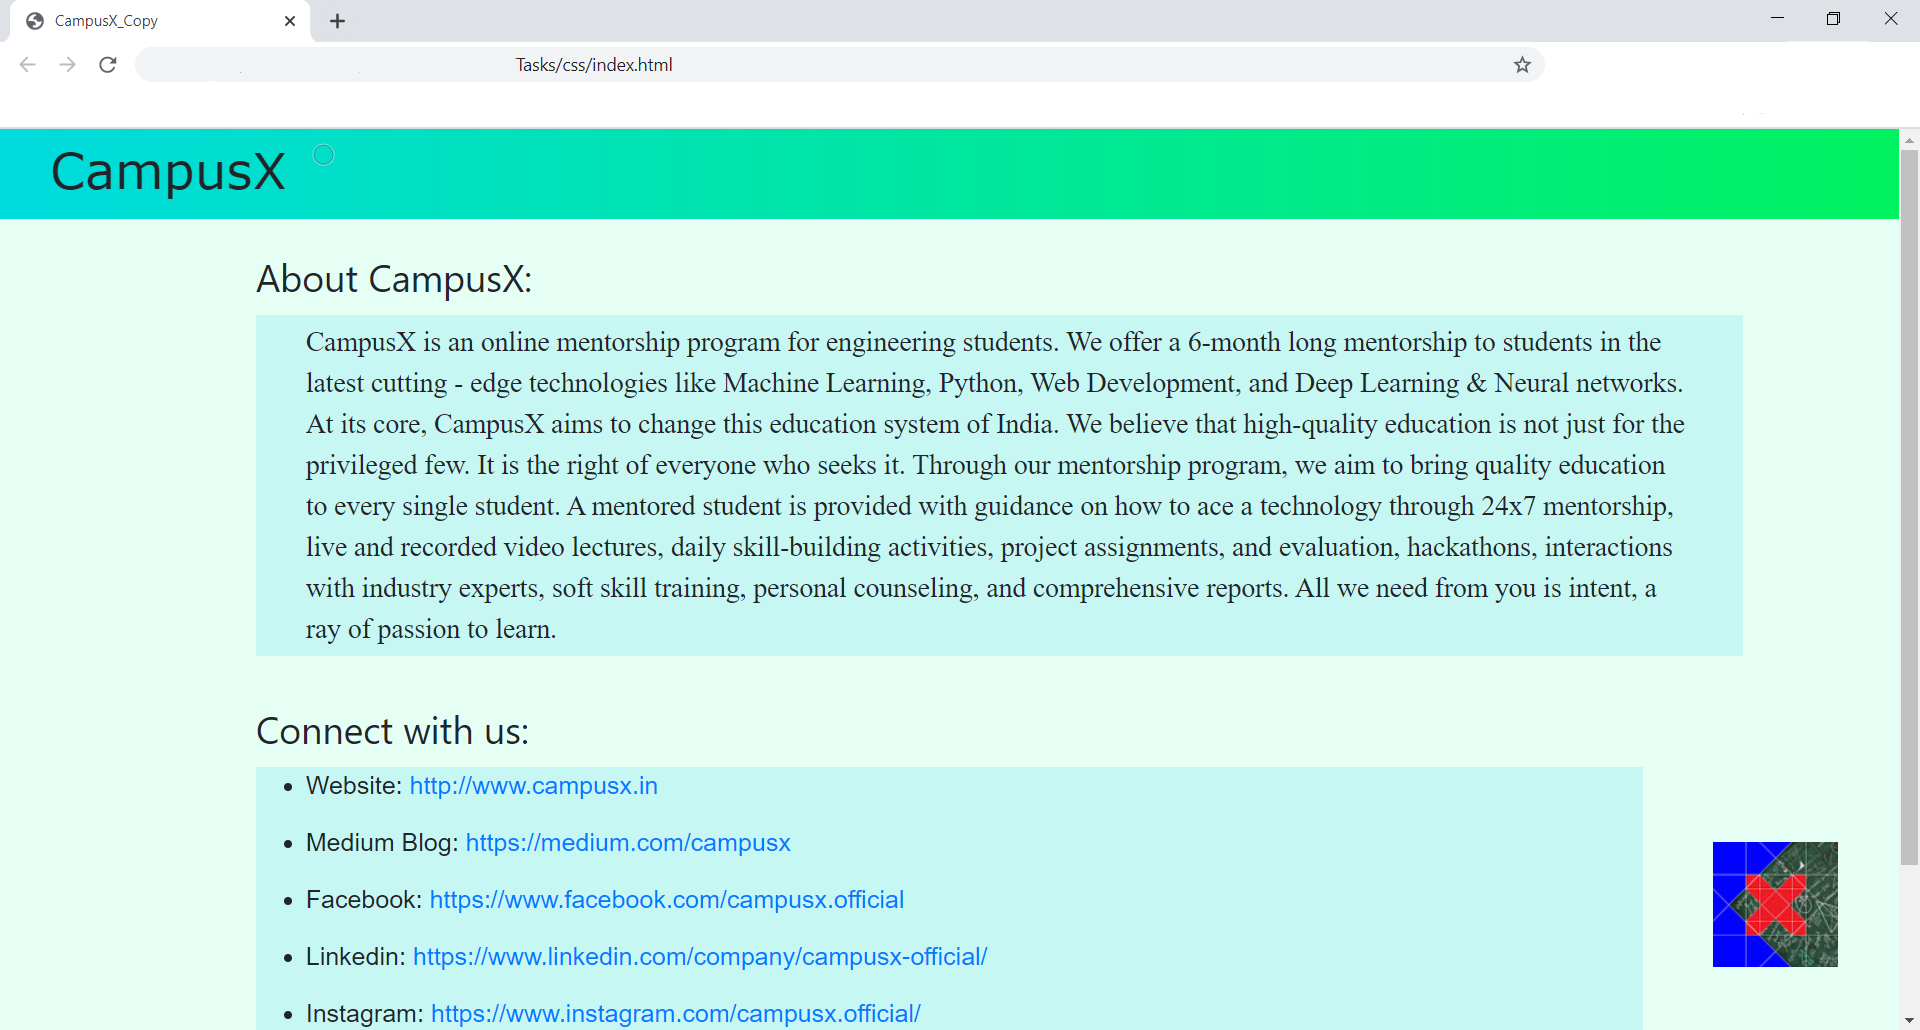 CampusX_Copy
Tasks/css/index.html
CampusX
About CampusX:
CampusX is an online mentorship program for engineering students. We offer a 6-month long mentorship to students in the
latest cutting - edge technologies like Machine Learning, Python, Web Development, and Deep Learning & Neural networks.
At its core, CampusX aims to change this education system of India. We believe that high-quality education is not just for the
privileged few. It is the right of everyone who seeks it. Through our mentorship program, we aim to bring quality education
to every single student. A mentored student is provided with guidance on how to ace a technology through 24x7 mentorship,
live and recorded video lectures, daily skill-building activities, project assignments, and evaluation, hackathons, interactions
with industry experts, soft skill training, personal counseling, and comprehensive reports. All we need from you is intent, a
ray of passion to learn.
Connect with us:
• Website: http://www.campusx.in
• Medium Blog: https://medium.com/campusx
• Facebook: https://www.facebook.com/campusx.official
• Linkedin: https://www.linkedin.com/company/campusx-official/
• Instagram: https://www.instagram.com/campusx.official/